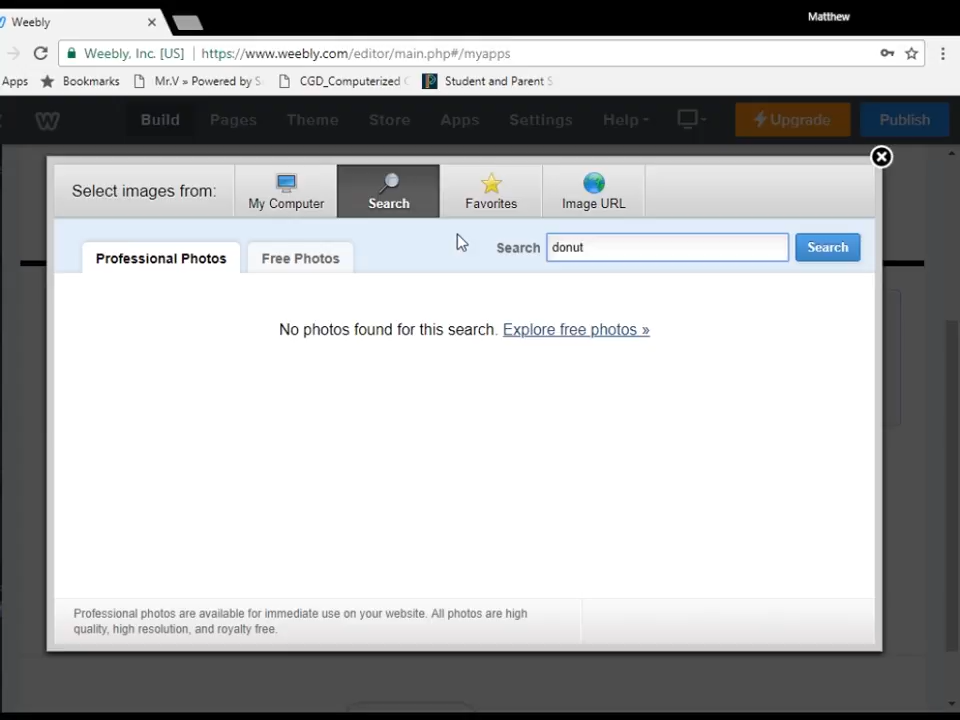 Matthew
Weebly
Weebly, Inc. [US] https://www.weebly.com/editor/main.php#/myapps
Apps Bookmarks Mr.V » Powered by S CGD_Computerized Student and Parent S
Build Pages Theme Store Apps Settings Help Upgrade Publish
Select images from: My Computer Search Favorites Image URL
Professional Photos Free Photos Search donut Search
No photos found for this search. Explore free photos »
Professional photos are available for immediate use on your website. All photos are high
quality, high resolution, and royalty free.